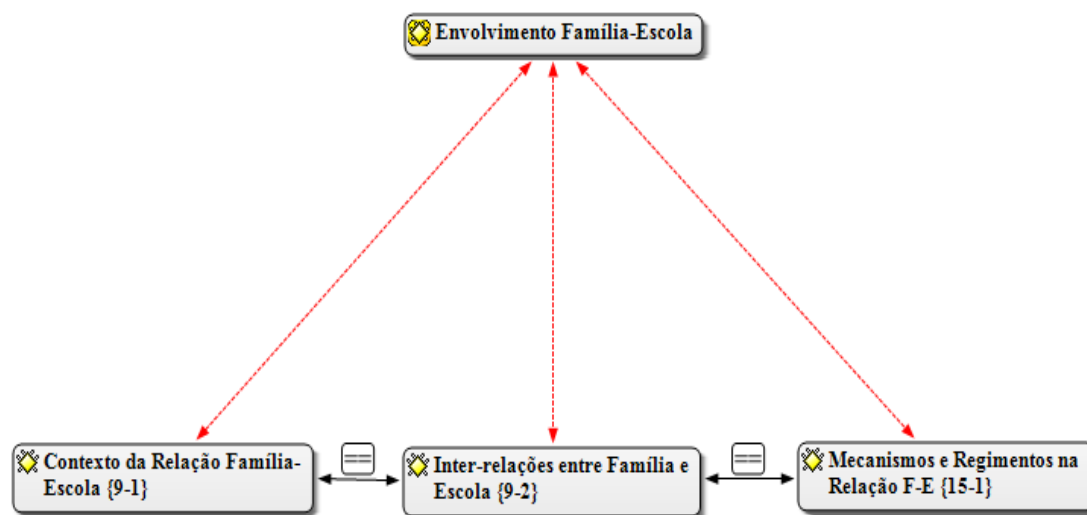 Envolvimento Família-Escola
==
==
Contexto da Relação Família-
Escola {9-1}
Inter-relações entre Família e
Escola {9-2}
Mecanismos e Regimentos na
Relação F-E {15-1}